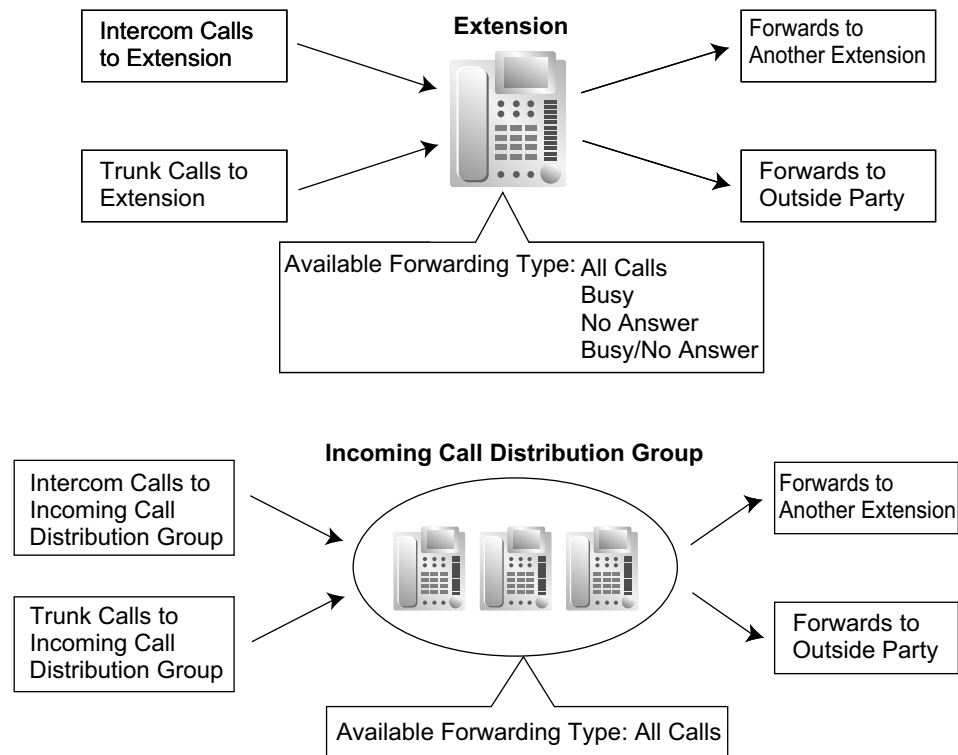 Intercom Calls
to Extension
Extension
Forwards to
Another Extension
Trunk Calls to
Extension
Forwards to
Outside Party
Available Forwarding Type: All Calls
Busy
No Answer
Busy/No Answer
Incoming Call Distribution Group
Intercom Calls to
Incoming Call
Distribution Group
Forwards to
Another Extension
Trunk Calls to
Incoming Call
Distribution Group
Forwards to
Outside Party
Available Forwarding Type: All Calls